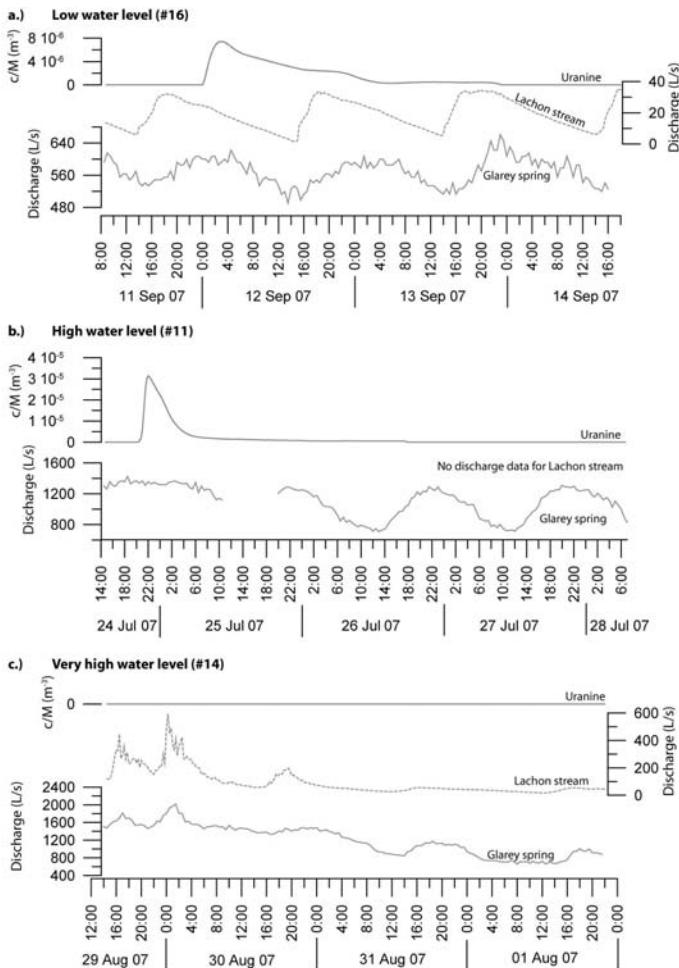 a.) Low water level (#16)
c/M (m⁻³)
8 10⁻⁶
4 10⁻⁶
0
Uranine
Lachon stream
40
20
0
Discharge (L/s)
640
560
480
Discharge (L/s)
Glarey spring
8:00 12:00 16:00 20:00 0:00 4:00 8:00 12:00 16:00 20:00 0:00 4:00 8:00 12:00 16:00 20:00 0:00 4:00 8:00 12:00 16:00
11 Sep 07 12 Sep 07 13 Sep 07 14 Sep 07
b.) High water level (#11)
c/M (m⁻³)
4 10⁻⁵
3 10⁻⁵
1 10⁻⁵
0
Uranine
No discharge data for Lachon stream
1600
1200
800
Discharge (L/s)
Glarey spring
14:00 18:00 22:00 2:00 6:00 10:00 14:00 18:00 22:00 2:00 6:00 10:00 14:00 18:00 22:00 2:00 6:00 10:00 14:00 18:00 22:00 2:00 6:00
24 Jul 07 25 Jul 07 26 Jul 07 27 Jul 07 28 Jul 07
c.) Very high water level (#14)
c/M (m⁻³)
0
Uranine
600
400
200
0
Discharge (L/s)
Lachon stream
2400
2000
1600
1200
800
400
Discharge (L/s)
Glarey spring
12:00 16:00 20:00 0:00 4:00 8:00 12:00 16:00 20:00 0:00 4:00 8:00 12:00 16:00 20:00 0:00 4:00 8:00 12:00 16:00 20:00 0:00
29 Aug 07 30 Aug 07 31 Aug 07 01 Aug 07